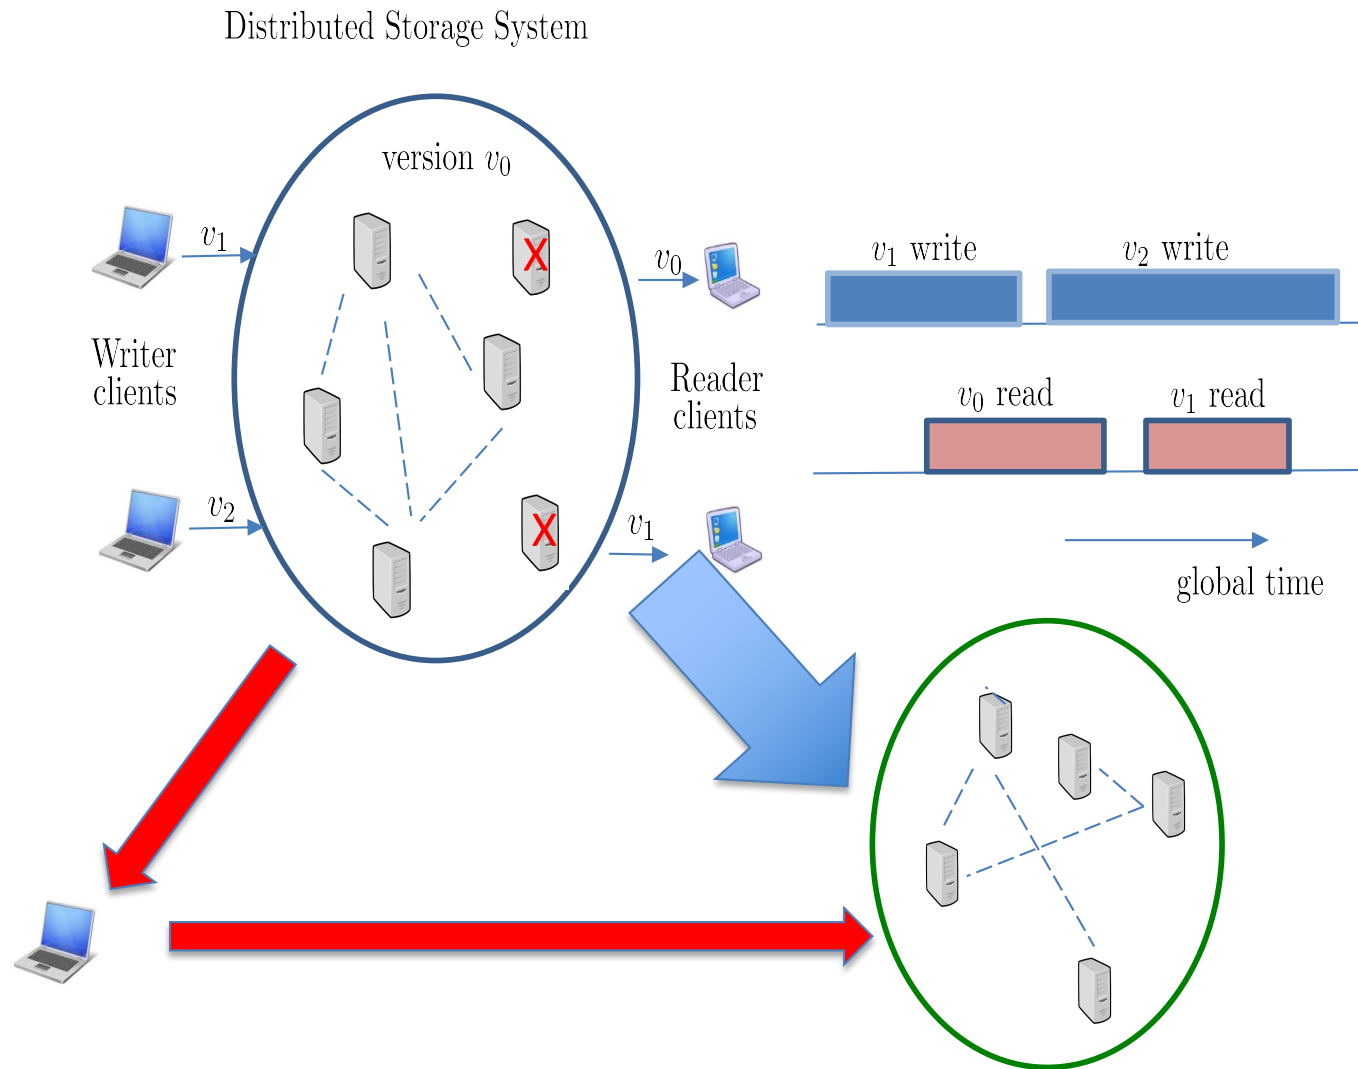 Distributed Storage System
version v₀
v₁
X
v₀
v₁ write
v₂ write
Writer
clients
Reader
clients
v₀ read
v₁ read
v₂
X
v₁
global time